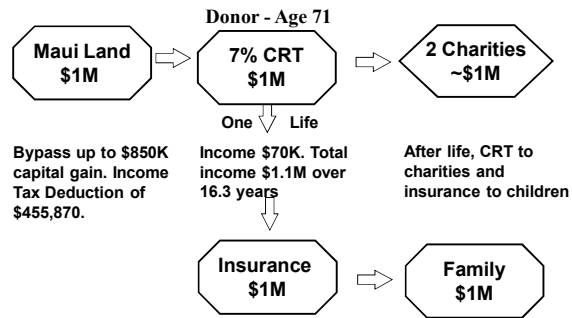 Donor - Age 71
Maui Land
$1M
7% CRT
$1M
2 Charities
~$1M
One Life
Bypass up to $850K
capital gain. Income
Tax Deduction of
$455,870.
Income $70K. Total
income $1.1M over
16.3 years
After life, CRT to
charities and
insurance to children
Insurance
$1M
Family
$1M